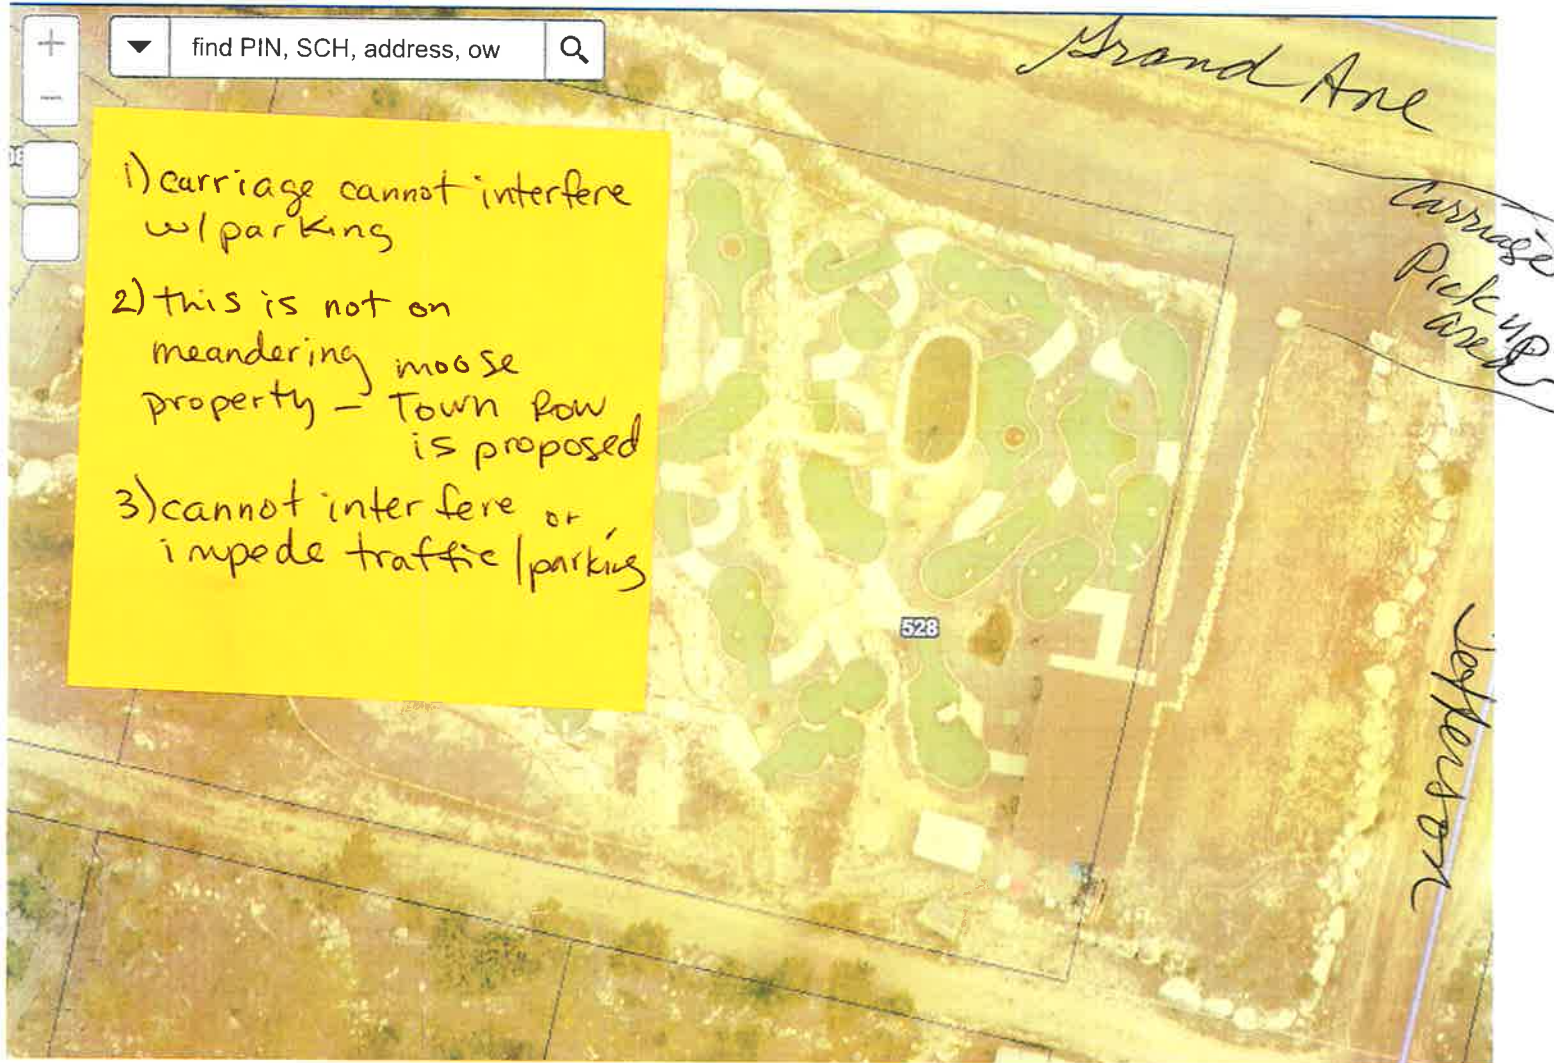 find PIN, SCH, address, ow
Grand Ave
Carriage
Pick up
area
1) carriage cannot interfere
w/parking
2) this is not on
meandering moose
property - Town Row
is proposed
3) cannot interfere or
impede traffic/parking
528
Jefferson